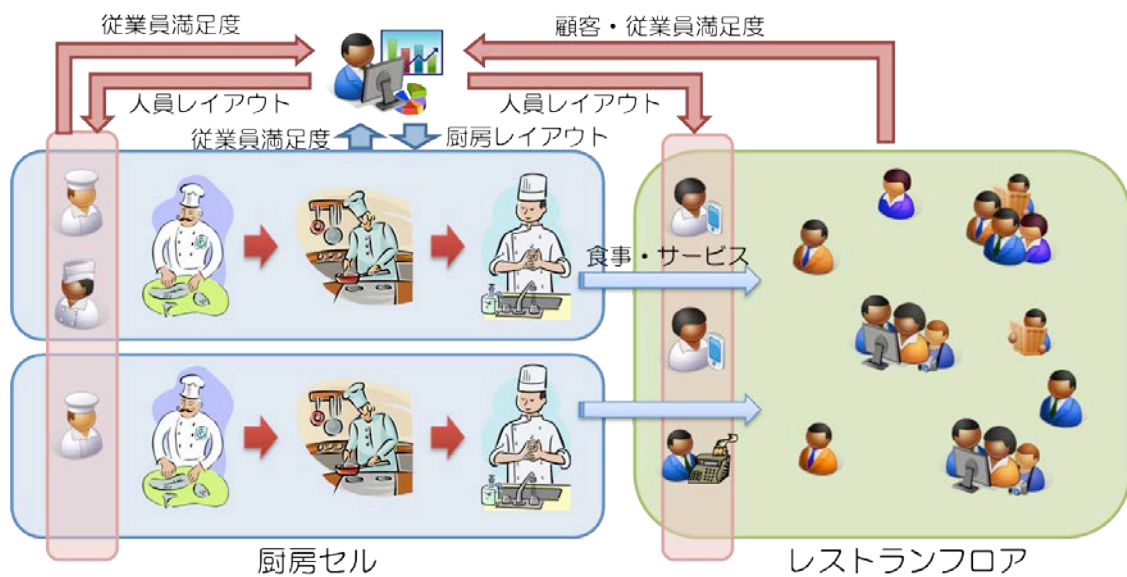 従業員満足度
顧客・従業員満足度
人員レイアウト
人員レイアウト
従業員満足度
厨房レイアウト
食事・サービス
厨房セル
レストランフロア